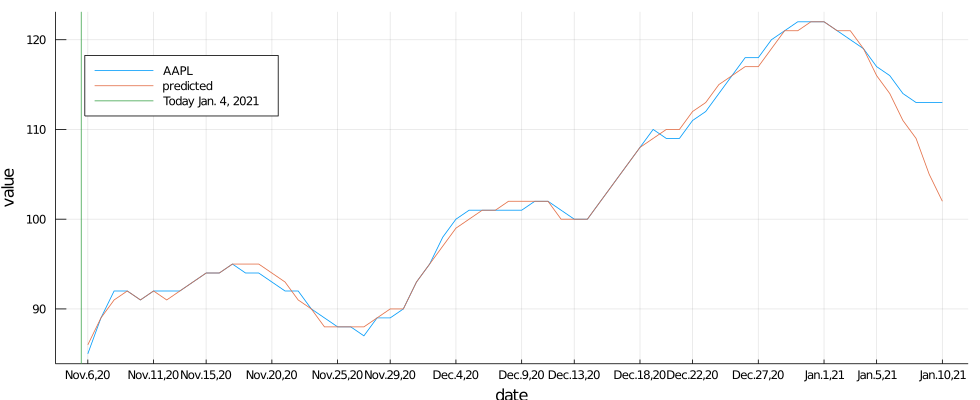 120
110
100
90
value
AAPL
predicted
Today Jan. 4, 2021
Nov.6,20 Nov.11,20 Nov.15,20 Nov.20,20 Nov.25,20 Nov.29,20 Dec.4,20 Dec.9,20 Dec.13,20 Dec.18,20 Dec.22,20 Dec.27,20 Jan.1,21 Jan.5,21 Jan.10,21
date